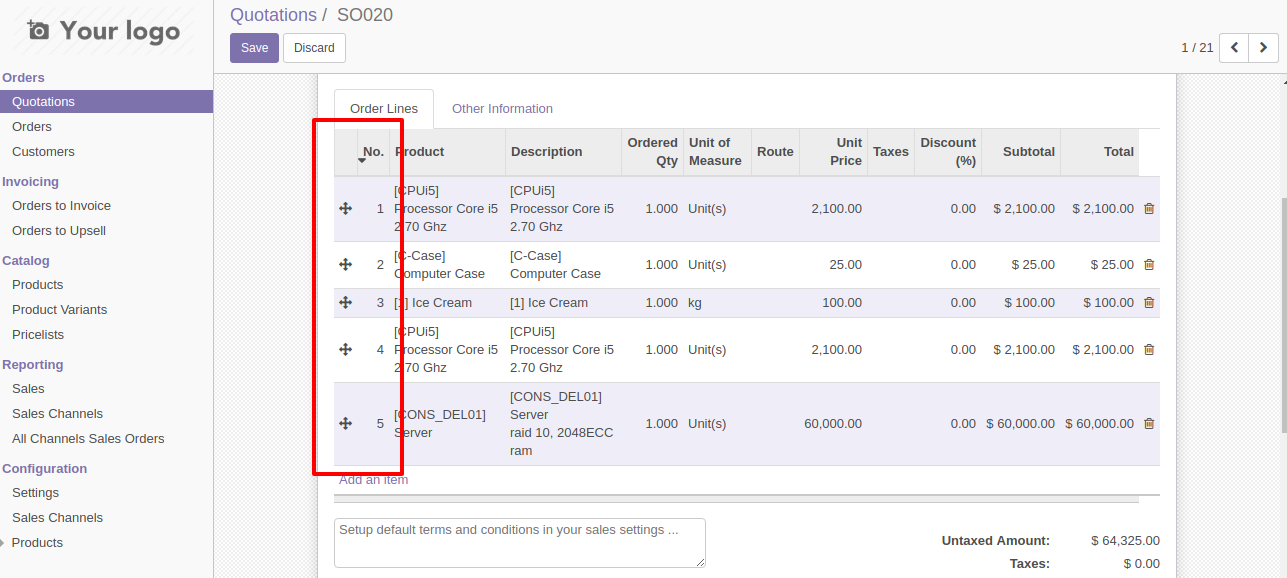 Your logo
Quotations / SO020
Save Discard
1 / 21
Orders
Quotations
Orders
Customers
Invoicing
Orders to Invoice
Orders to Upsell
Catalog
Products
Product Variants
Pricelists
Reporting
Sales
Sales Channels
All Channels Sales Orders
Configuration
Settings
Sales Channels
Products
Order Lines Other Information
No. Product Description Ordered Qty Unit of Measure Route Unit Price Taxes Discount (%) Subtotal Total
1 [CPUi5] Processor Core i5 2.70 Ghz [CPUi5] Processor Core i5 2.70 Ghz 1.000 Unit(s) 2,100.00 0.00 $ 2,100.00 $ 2,100.00
2 [C-Case] Computer Case [C-Case] Computer Case 1.000 Unit(s) 25.00 0.00 $ 25.00 $ 25.00
3 [1] Ice Cream [1] Ice Cream 1.000 kg 100.00 0.00 $ 100.00 $ 100.00
4 [CPUi5] Processor Core i5 2.70 Ghz [CPUi5] Processor Core i5 2.70 Ghz 1.000 Unit(s) 2,100.00 0.00 $ 2,100.00 $ 2,100.00
5 [CONS_DEL01] Server [CONS_DEL01] Server raid 10, 2048ECC ram 1.000 Unit(s) 60,000.00 0.00 $ 60,000.00 $ 60,000.00
Add an item
Setup default terms and conditions in your sales settings ...
Untaxed Amount: $ 64,325.00
Taxes: $ 0.00